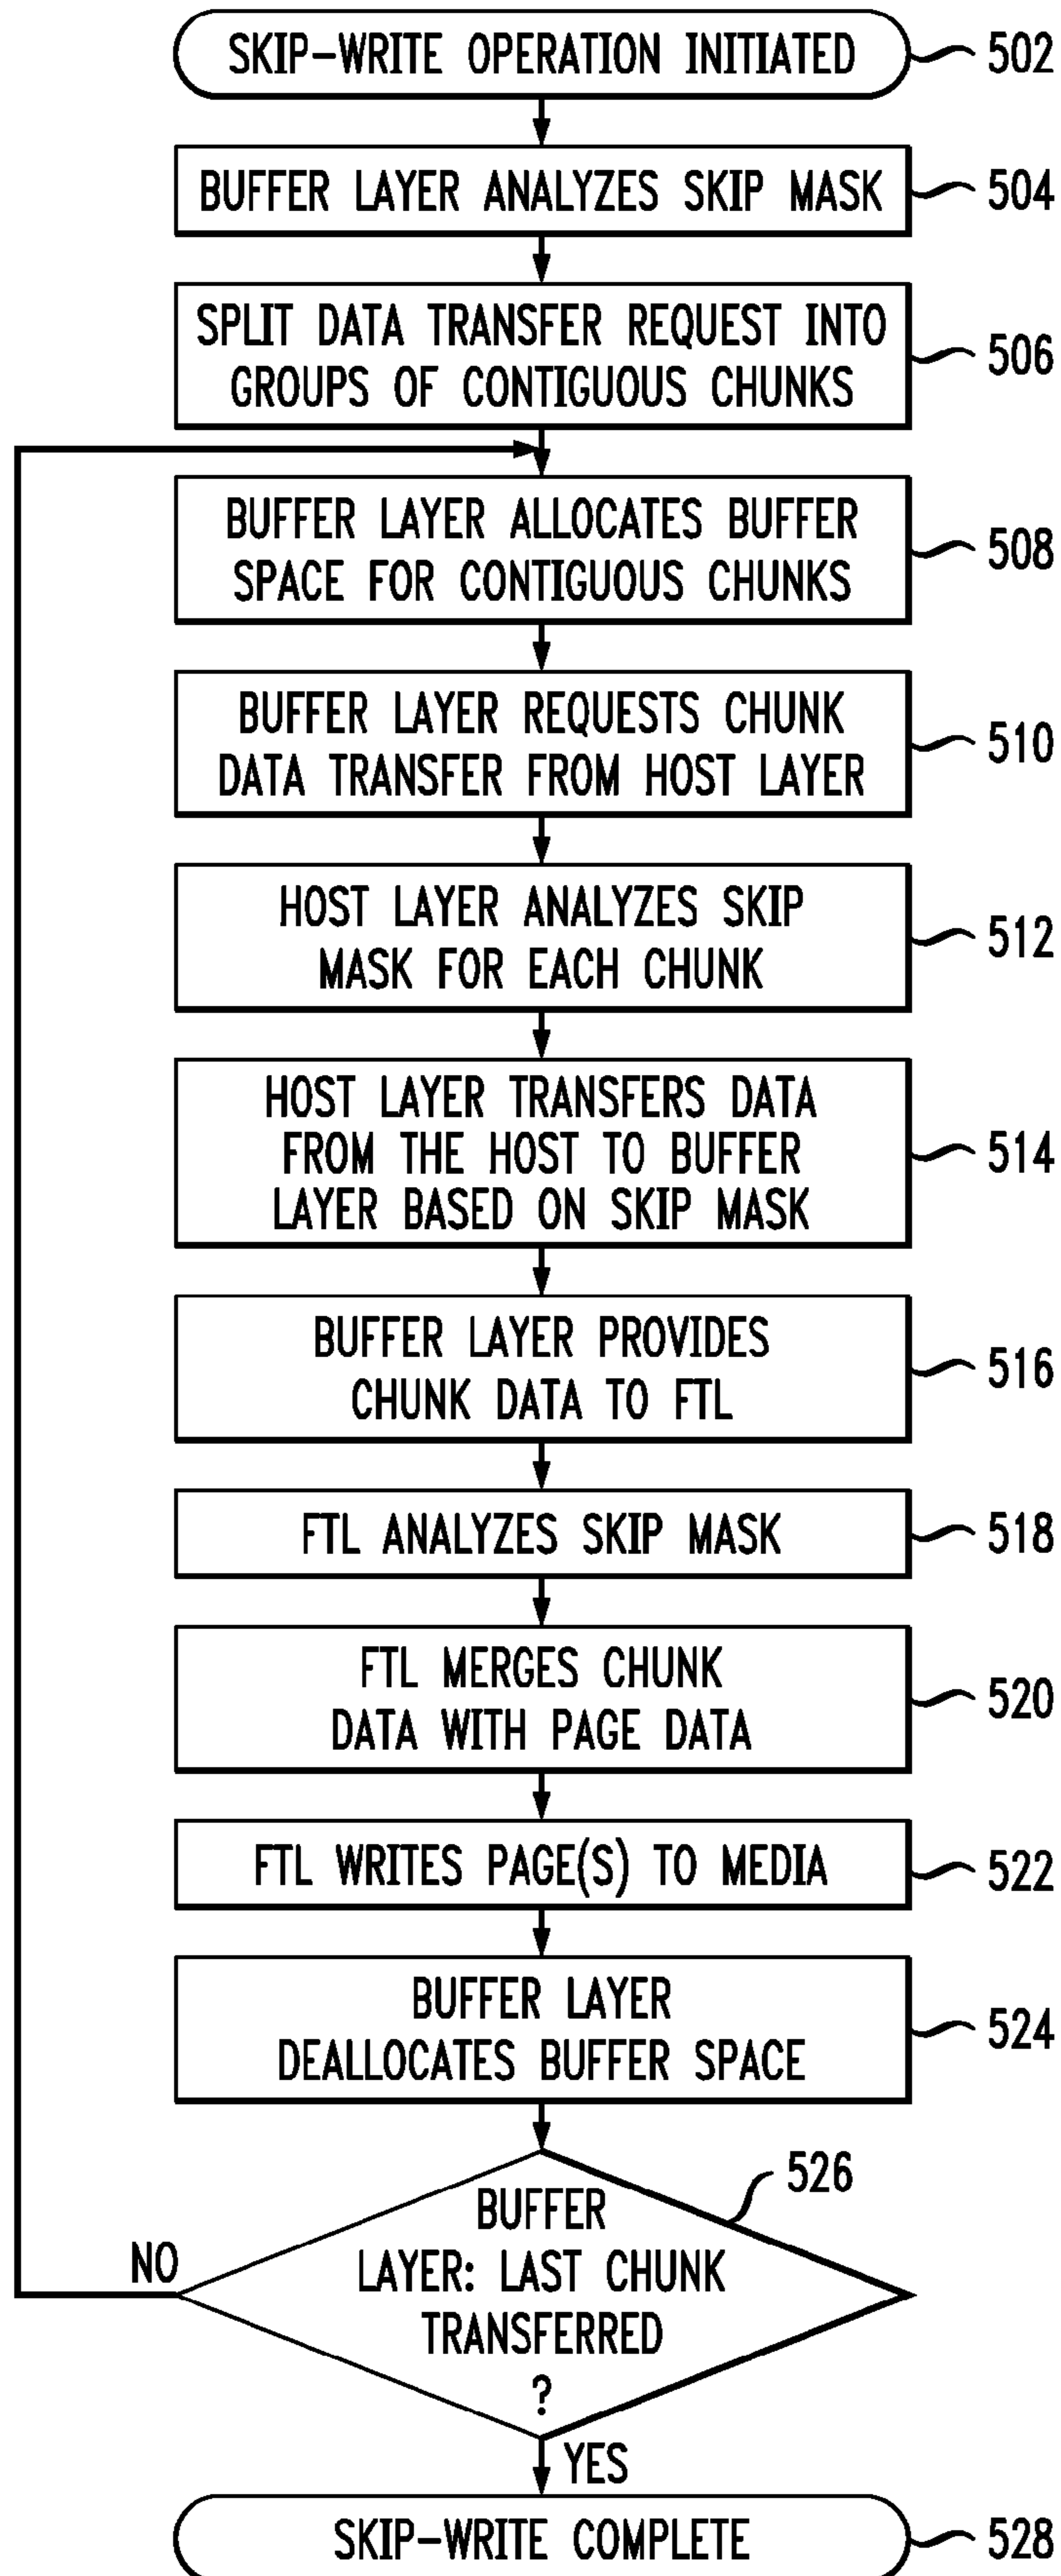 SKIP-WRITE OPERATION INITIATED
502
BUFFER LAYER ANALYZES SKIP MASK
504
SPLIT DATA TRANSFER REQUEST INTO
GROUPS OF CONTIGUOUS CHUNKS
506
BUFFER LAYER ALLOCATES BUFFER
SPACE FOR CONTIGUOUS CHUNKS
508
BUFFER LAYER REQUESTS CHUNK
DATA TRANSFER FROM HOST LAYER
510
HOST LAYER ANALYZES SKIP
MASK FOR EACH CHUNK
512
HOST LAYER TRANSFERS DATA
FROM THE HOST TO BUFFER
LAYER BASED ON SKIP MASK
514
BUFFER LAYER PROVIDES
CHUNK DATA TO FTL
516
FTL ANALYZES SKIP MASK
518
FTL MERGES CHUNK
DATA WITH PAGE DATA
520
FTL WRITES PAGE(S) TO MEDIA
522
BUFFER LAYER
DEALLOCATES BUFFER SPACE
524
526
BUFFER
LAYER: LAST CHUNK
TRANSFERRED
?
NO
YES
SKIP-WRITE COMPLETE
528